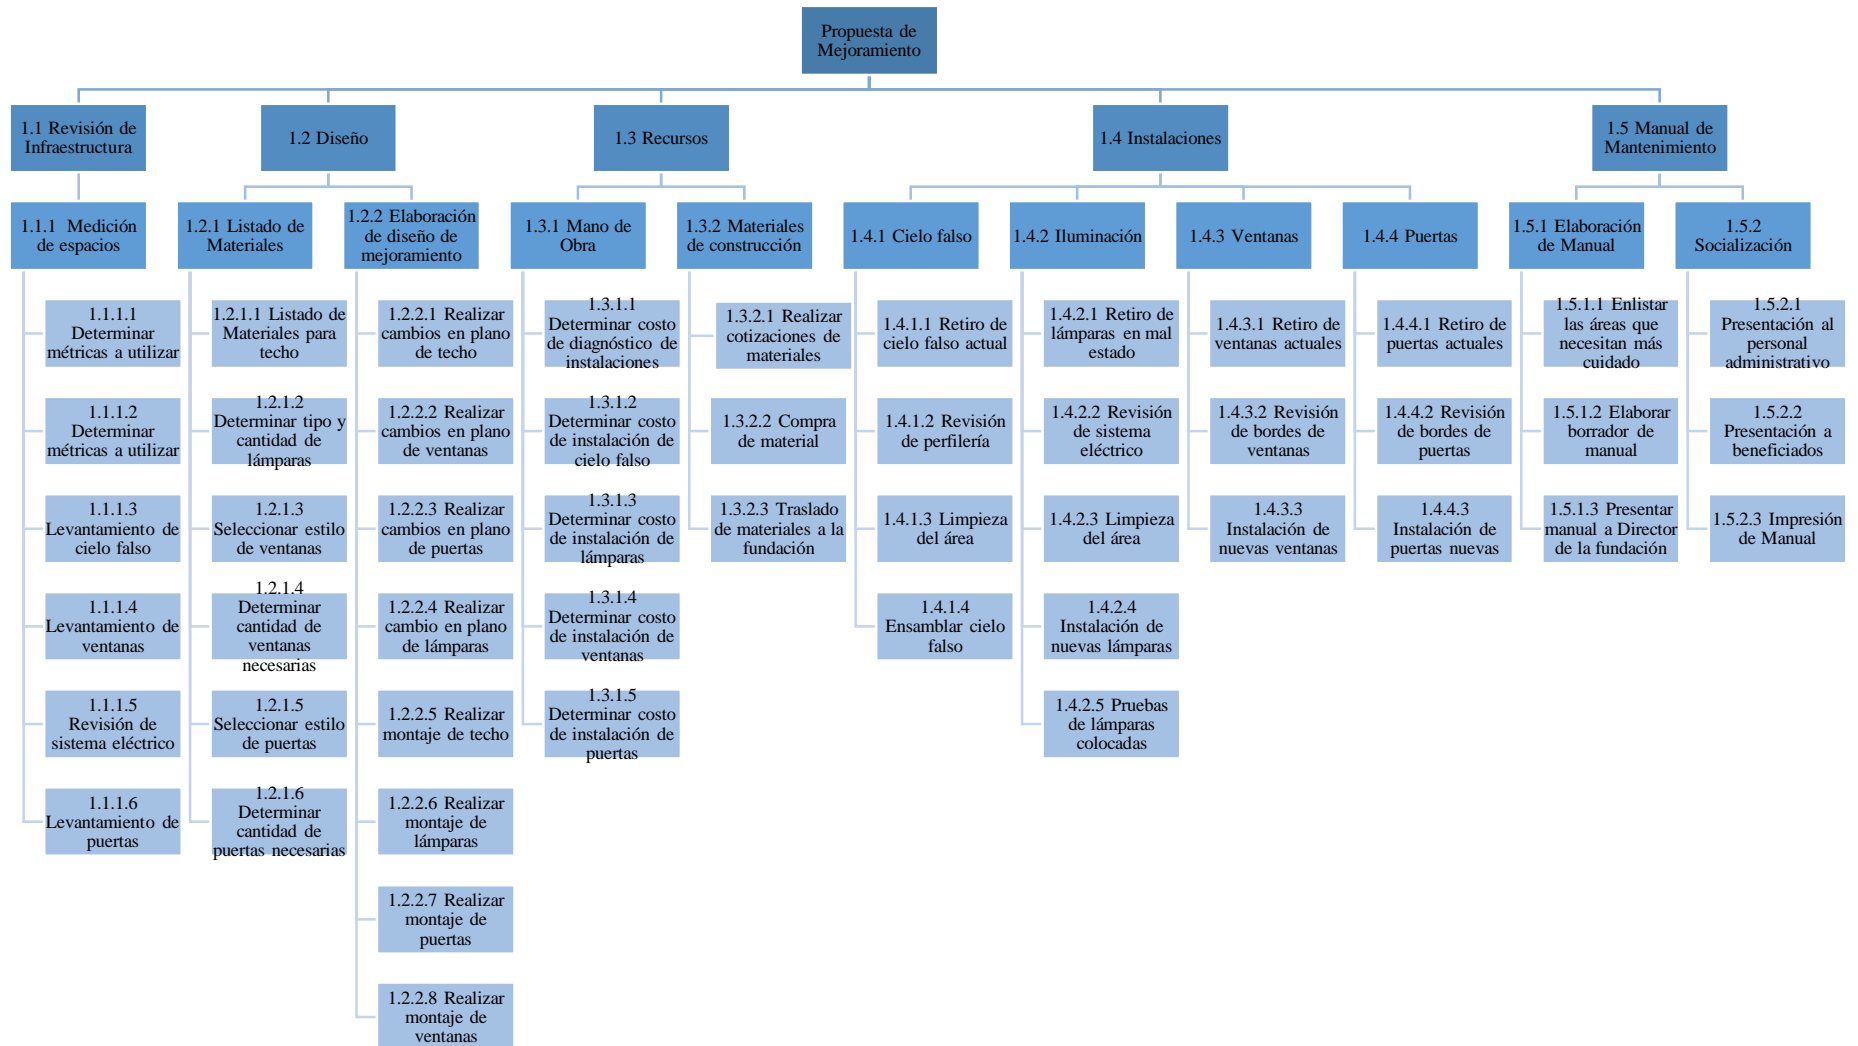 Propuesta de
Mejoramiento
1.1 Revisión de
Infraestructura
1.2 Diseño
1.3 Recursos
1.4 Instalaciones
1.5 Manual de
Mantenimiento
1.1.1 Medición
de espacios
1.2.1 Listado de
Materiales
1.2.2 Elaboración
de diseño de
mejoramiento
1.3.1 Mano de
Obra
1.3.2 Materiales
de construcción
1.4.1 Cielo falso
1.4.2 Iluminación
1.4.3 Ventanas
1.4.4 Puertas
1.5.1 Elaboración
de Manual
1.5.2
Socialización
1.1.1.1
Determinar
métricas a utilizar
1.1.1.2
Determinar
métricas a utilizar
1.1.1.3
Levantamiento de
cielo falso
1.1.1.4
Levantamiento de
ventanas
1.1.1.5
Revisión de
sistema eléctrico
1.1.1.6
Levantamiento de
puertas
1.2.1.1 Listado de
Materiales para
techo
1.2.1.2
Determinar tipo y
cantidad de
lámparas
1.2.1.3
Seleccionar estilo
de ventanas
1.2.1.4
Determinar
cantidad de
ventanas
necesarias
1.2.1.5
Seleccionar estilo
de puertas
1.2.1.6
Determinar
cantidad de
puertas necesarias
1.2.2.1 Realizar
cambios en plano
de techo
1.2.2.2 Realizar
cambios en plano
de ventanas
1.2.2.3 Realizar
cambios en plano
de puertas
1.2.2.4 Realizar
cambio en plano
de lámparas
1.2.2.5 Realizar
montaje de techo
1.2.2.6 Realizar
montaje de
lámparas
1.2.2.7 Realizar
montaje de
puertas
1.2.2.8 Realizar
montaje de
ventanas
1.3.1.1
Determinar costo
de diagnóstico de
instalaciones
1.3.1.2
Determinar costo
de instalación de
cielo falso
1.3.1.3
Determinar costo
de instalación de
lámparas
1.3.1.4
Determinar costo
de instalación de
ventanas
1.3.1.5
Determinar costo
de instalación de
puertas
1.3.2.1 Realizar
cotizaciones de
materiales
1.3.2.2 Compra
de material
1.3.2.3 Traslado
de materiales a la
fundación
1.4.1.1 Retiro de
cielo falso actual
1.4.1.2 Revisión
de perfilería
1.4.1.3 Limpieza
del área
1.4.1.4
Ensamblar cielo
falso
1.4.2.1 Retiro de
lámparas en mal
estado
1.4.2.2 Revisión
de sistema
eléctrico
1.4.2.3 Limpieza
del área
1.4.2.4
Instalación de
nuevas lámparas
1.4.2.5 Pruebas
de lámparas
colocadas
1.4.3.1 Retiro de
ventanas actuales
1.4.3.2 Revisión
de bordes de
ventanas
1.4.3.3
Instalación de
nuevas ventanas
1.4.4.1 Retiro de
puertas actuales
1.4.4.2 Revisión
de bordes de
puertas
1.4.4.3
Instalación de
puertas nuevas
1.5.1.1 Enlistar
las áreas que
necesitan más
cuidado
1.5.1.2 Elaborar
borrador de
manual
1.5.1.3 Presentar
manual a Director
de la fundación
1.5.2.1
Presentación al
personal
administrativo
1.5.2.2
Presentación a
beneficiados
1.5.2.3 Impresión
de Manual